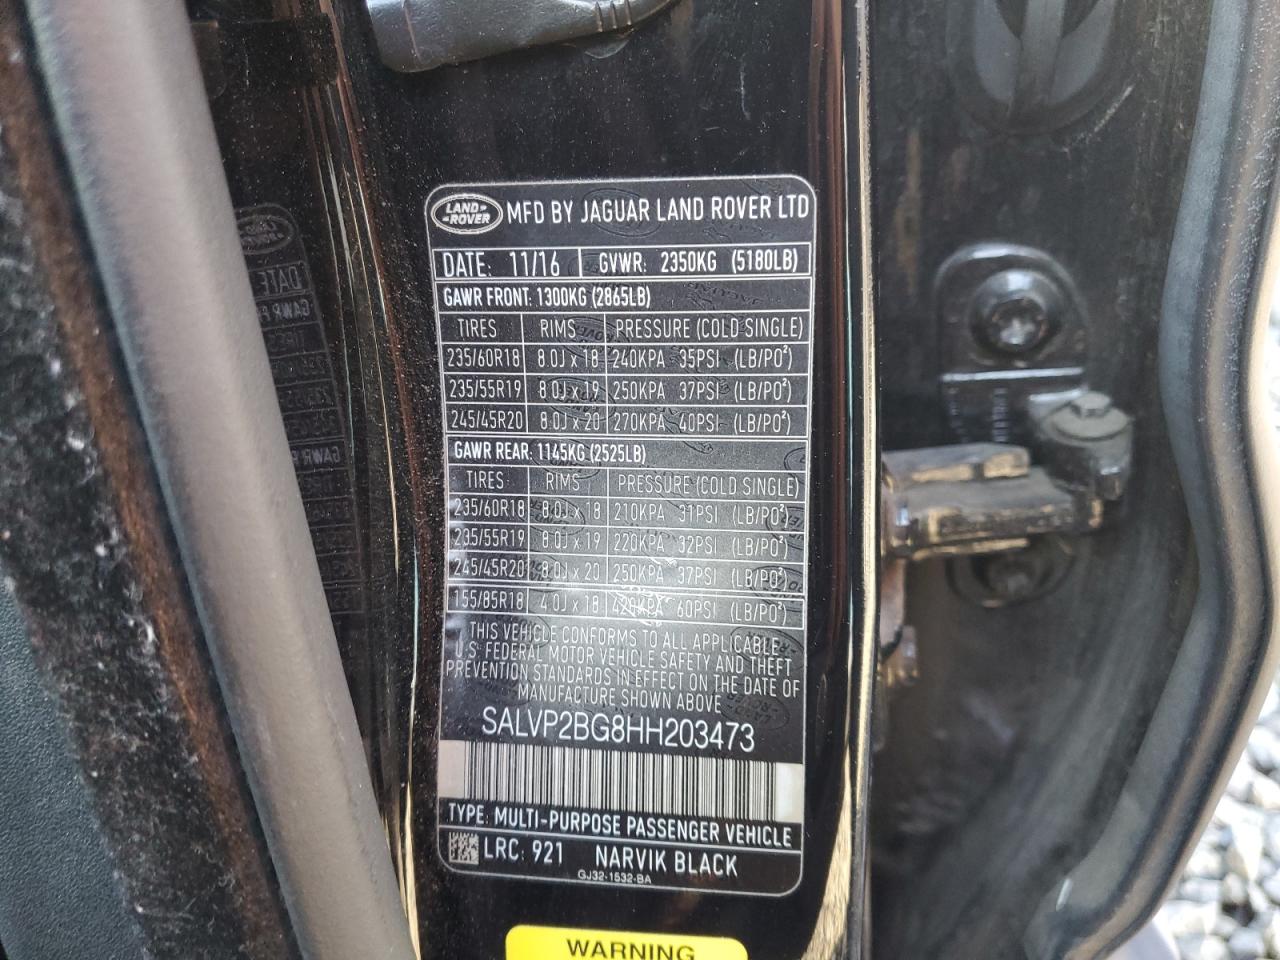 LAND-
-ROVER
MFD BY JAGUAR LAND ROVER LTD
DATE: 11/16 GVWR: 2350KG (5180LB)
GAWR FRONT: 1300KG (2865LB)
TIRES RIMS PRESSURE (COLD SINGLE)
235/60R18 8.0J x 18 240KPA 35PSI (LB/PO²)
235/55R19 8.0J x 19 250KPA 37PSI (LB/PO²)
245/45R20 8.0J x 20 270KPA 40PSI (LB/PO²)
GAWR REAR: 1145KG (2525LB)
TIRES RIMS PRESSURE (COLD SINGLE)
235/60R18 8.0J x 18 210KPA 31PSI (LB/PO²)
235/55R19 8.0J x 19 220KPA 32PSI (LB/PO²)
245/45R20 8.0J x 20 250KPA 37PSI (LB/PO²)
155/85R18 4.0J x 18 420KPA 60PSI (LB/PO²)
THIS VEHICLE CONFORMS TO ALL APPLICABLE
U.S. FEDERAL MOTOR VEHICLE SAFETY AND THEFT
PREVENTION STANDARDS IN EFFECT ON THE DATE OF
MANUFACTURE SHOWN ABOVE
SALVP2BG8HH203473
TYPE: MULTI-PURPOSE PASSENGER VEHICLE
LRC: 921 NARVIK BLACK
GJ32-1532-BA
WARNING